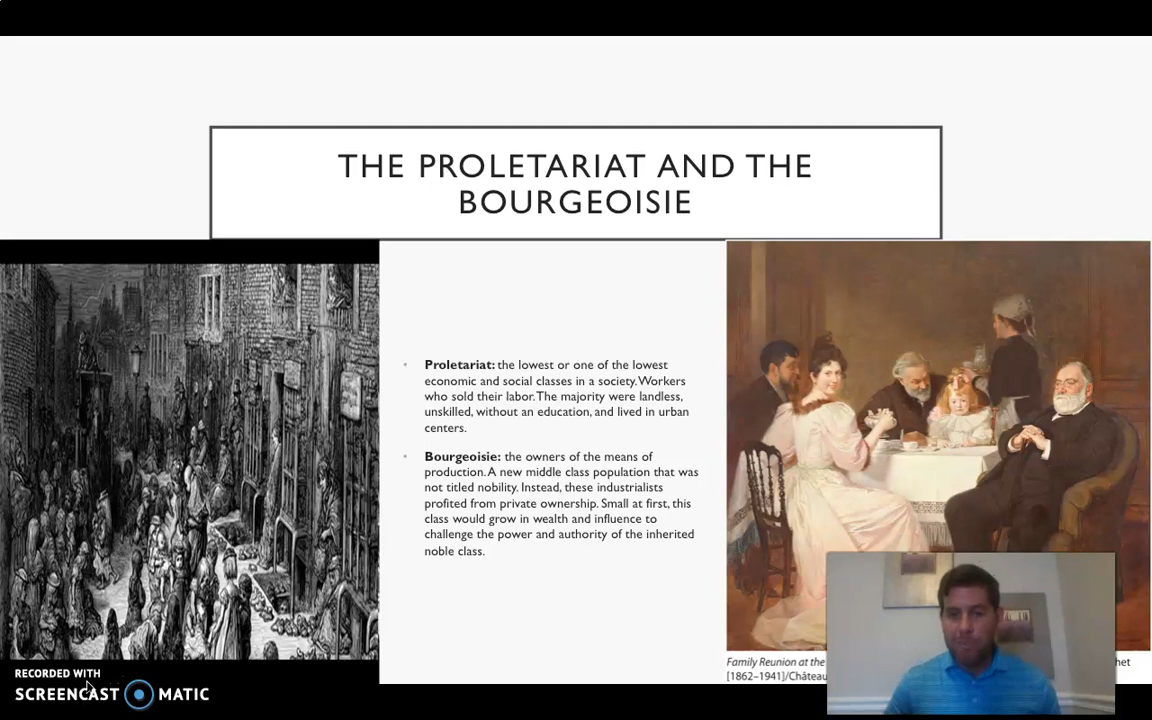 THE PROLETARIAT AND THE
BOURGEOISIE
• Proletariat: the lowest or one of the lowest
economic and social classes in a society. Workers
who sold their labor. The majority were landless,
unskilled, without an education, and lived in urban
centers.
• Bourgeoisie: the owners of the means of
production. A new middle class population that was
not titled nobility. Instead, these industrialists
profited from private ownership. Small at first, this
class would grow in wealth and influence to
challenge the power and authority of the inherited
noble class.
Family Reunion at the
[1862–1941]/Château
RECORDED WITH
SCREENCAST MATIC